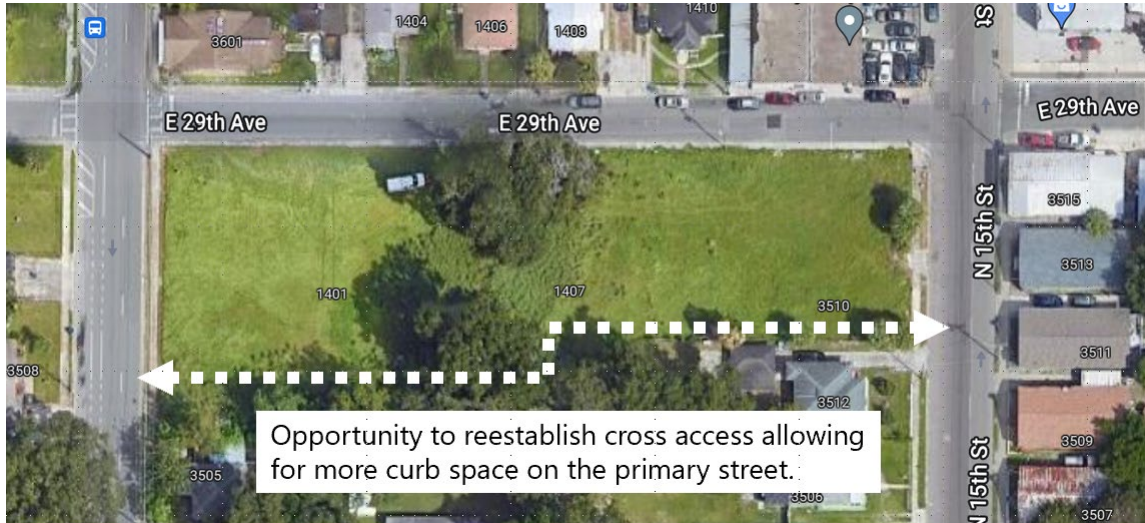 1404
1406
1408
1410
3601
St
E 29th Ave
E 29th Ave
E 29th Ave
N 15th St
3515
3513
1401
1407
3510
3511
3508
3512
Opportunity to reestablish cross access allowing
for more curb space on the primary street.
3505
3506
N 15th St
3509
3507